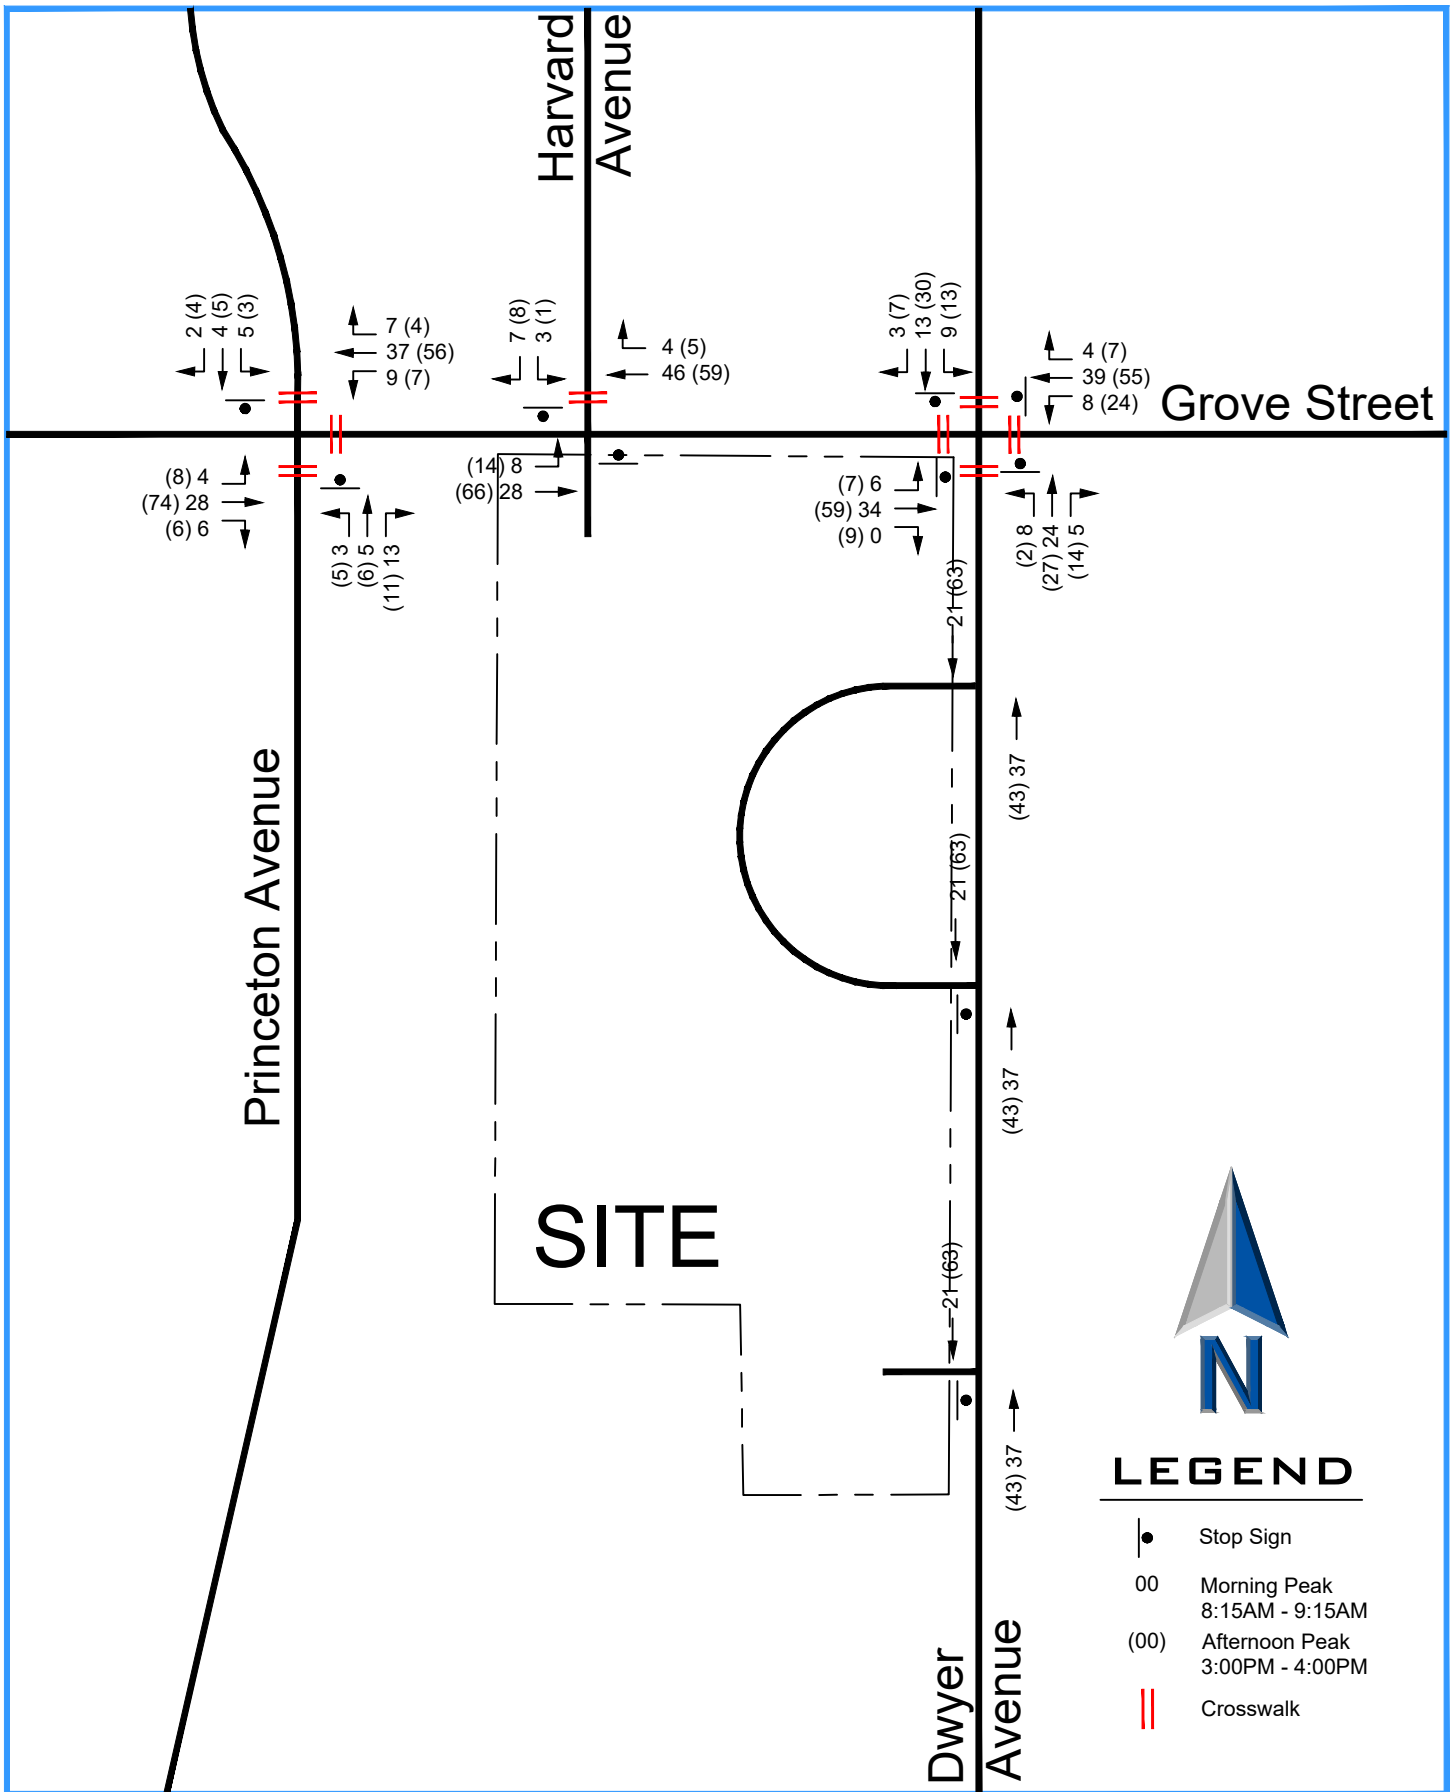 Harvard
Avenue
2 (4)
4 (5)
5 (3)
7 (4)
37 (56)
9 (7)
7 (8)
3 (1)
4 (5)
46 (59)
3 (7)
13 (30)
9 (13)
4 (7)
39 (55)
8 (24)
Grove Street
(8) 4
(74) 28
(6) 6
(5) 3
(6) 5
(11) 13
(14) 8
(66) 28
(7) 6
(59) 34
(9) 0
(2) 8
(27) 24
(14) 5
21 (63)
(43) 37
21 (63)
(43) 37
Princeton Avenue
SITE
21 (63)
(43) 37
Dwyer
Avenue
N
LEGEND
Stop Sign
00 Morning Peak
8:15AM - 9:15AM
(00) Afternoon Peak
3:00PM - 4:00PM
Crosswalk